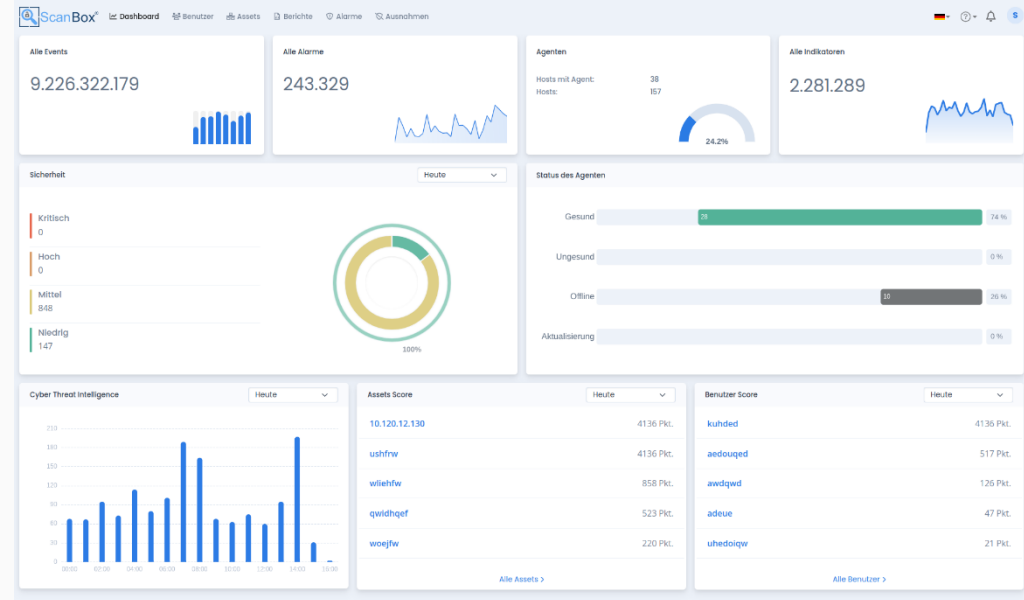 ScanBox®
Dashboard Benutzer Assets Berichte Alarme Ausnahmen
S
Alle Events
9.226.322.179
Alle Alarme
243.329
Agenten
Hosts mit Agent: 38
Hosts: 157
24.2%
Alle Indikatoren
2.281.289
Sicherheit
Heute
Kritisch
0
Hoch
0
Mittel
848
Niedrig
147
100%
Status des Agenten
Gesund 28 74 %
Ungesund 0 %
Offline 10 26 %
Aktualisierung 0 %
Cyber Threat Intelligence
Heute
210
180
150
120
90
60
30
0
00:00 02:00 04:00 06:00 08:00 10:00 12:00 14:00 16:00
Assets Score
Heute
10.120.12.130 4136 Pkt.
ushfrw 4136 Pkt.
wliehfw 858 Pkt.
qwidhqef 523 Pkt.
woejfw 220 Pkt.
Alle Assets
Benutzer Score
Heute
kuhded 4136 Pkt.
aedouqed 517 Pkt.
awdqwd 126 Pkt.
adeue 47 Pkt.
uhedoiqw 21 Pkt.
Alle Benutzer